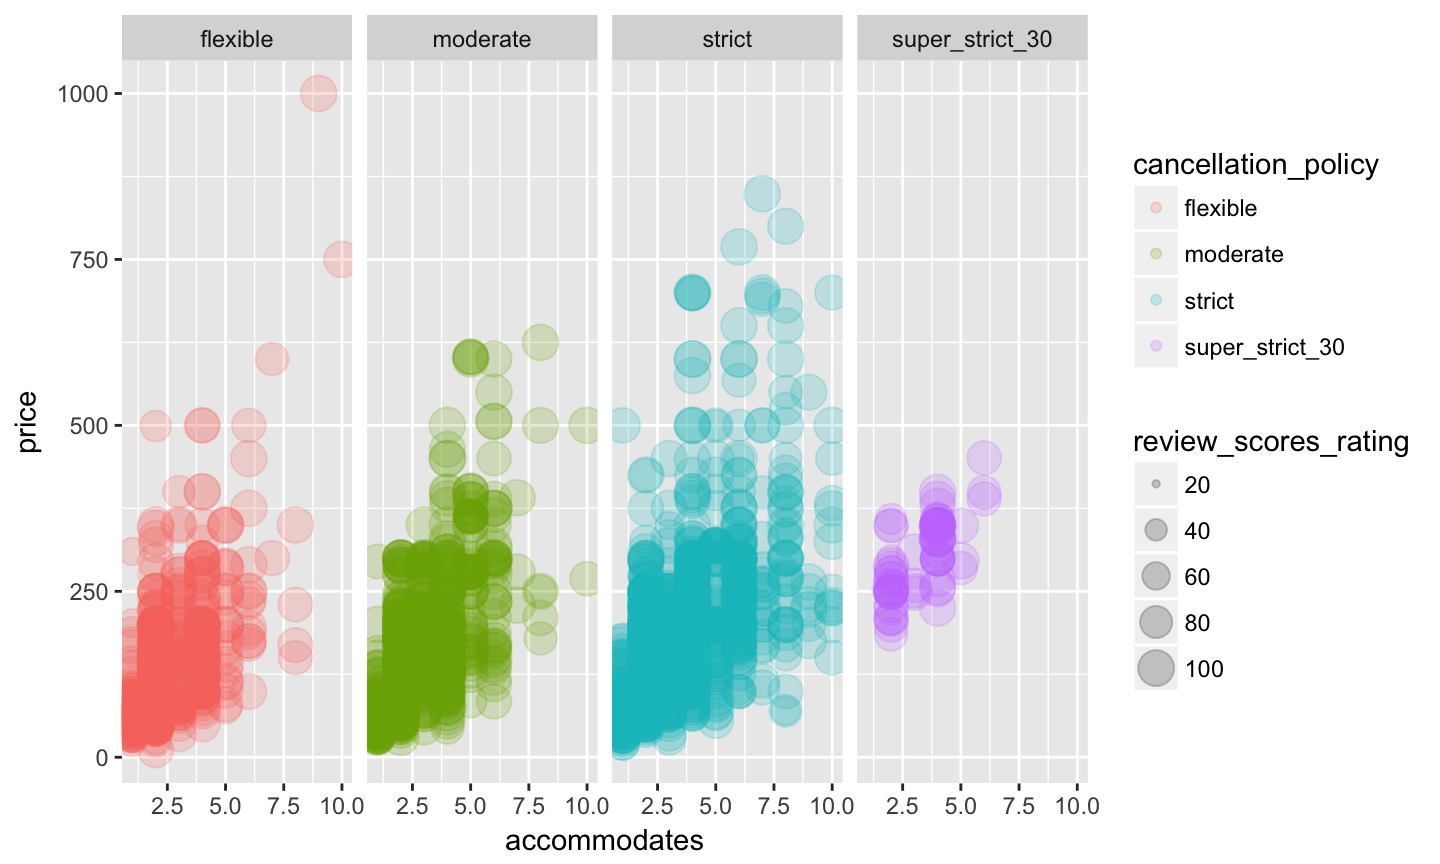 flexible moderate strict super_strict_30
1000
750
500
250
0
price
2.5 5.0 7.5 10.0 2.5 5.0 7.5 10.0 2.5 5.0 7.5 10.0 2.5 5.0 7.5 10.0
accommodates
cancellation_policy
flexible
moderate
strict
super_strict_30
review_scores_rating
20
40
60
80
100